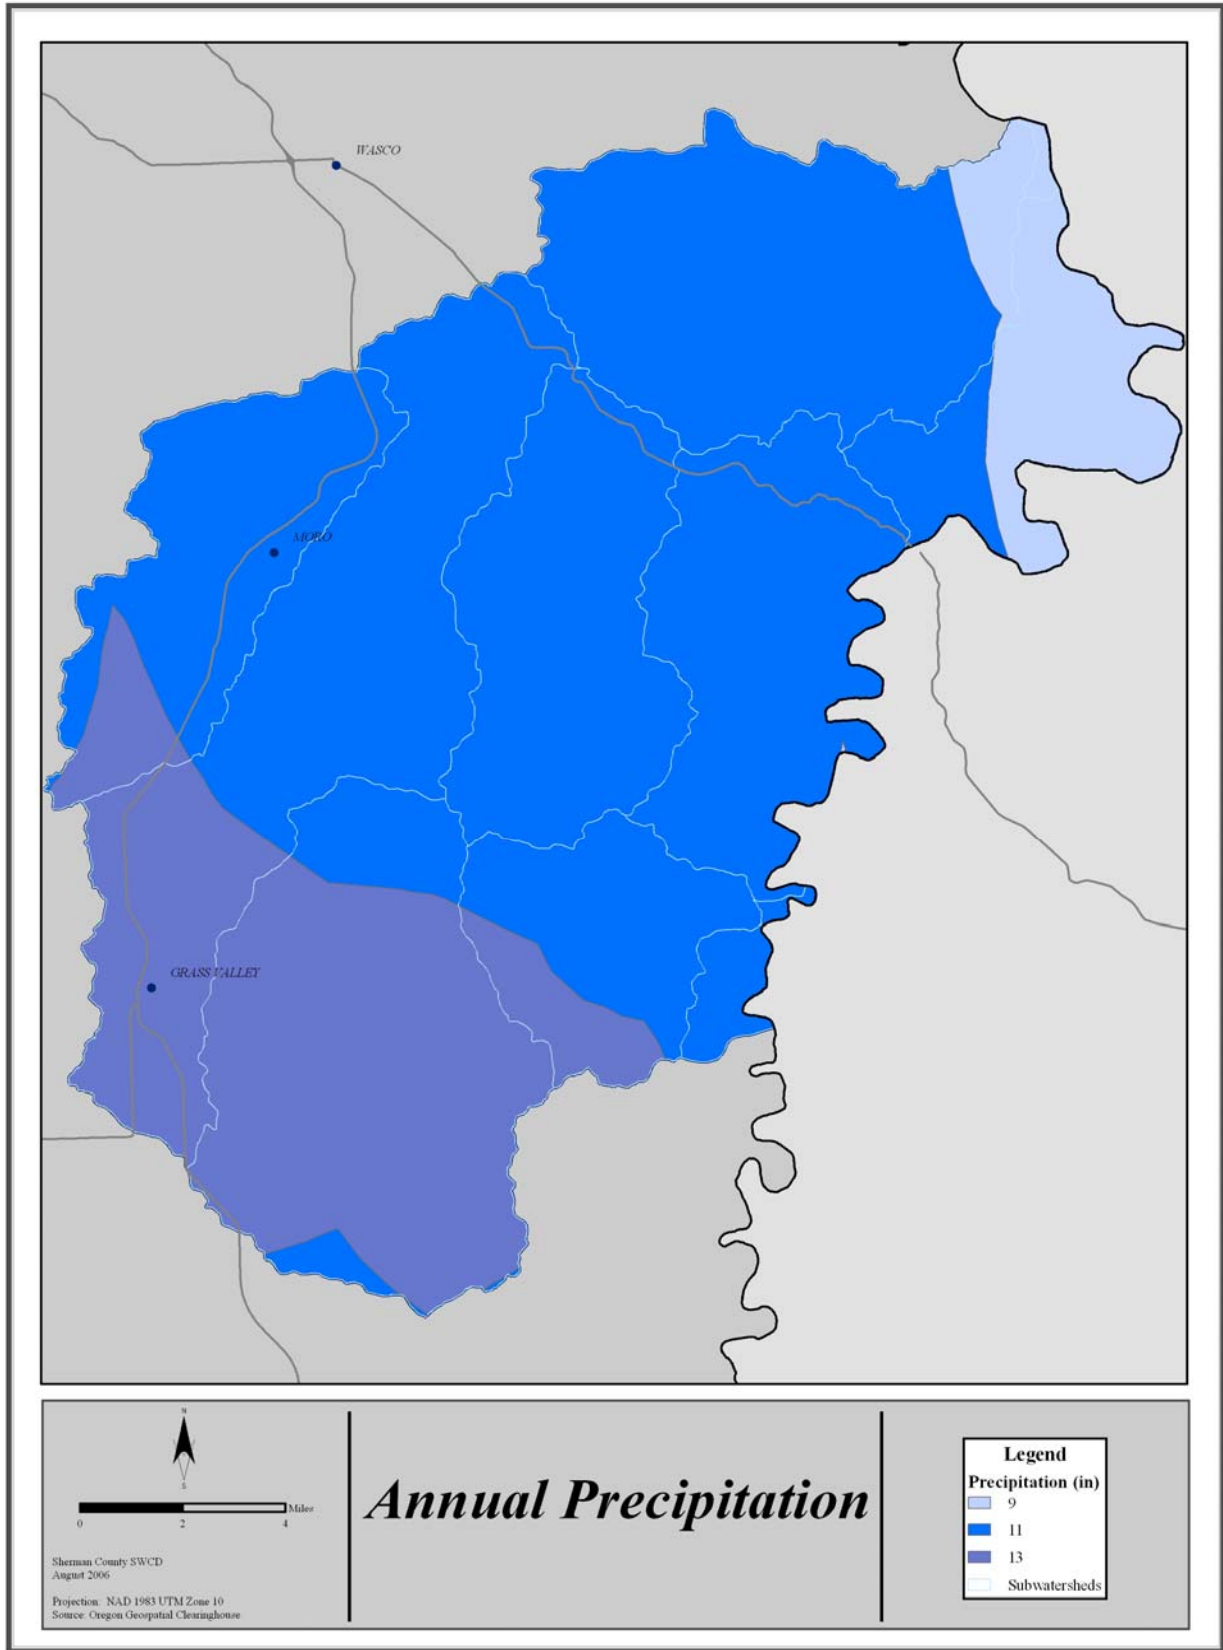 WASCO
MORO
GRASS VALLEY
N
S
Miles
0 2 4
Sherman County SWCD
August 2006
Projection: NAD 1983 UTM Zone 10
Source: Oregon Geospatial Clearinghouse
Annual Precipitation
Legend
Precipitation (in)
9
11
13
Subwatersheds